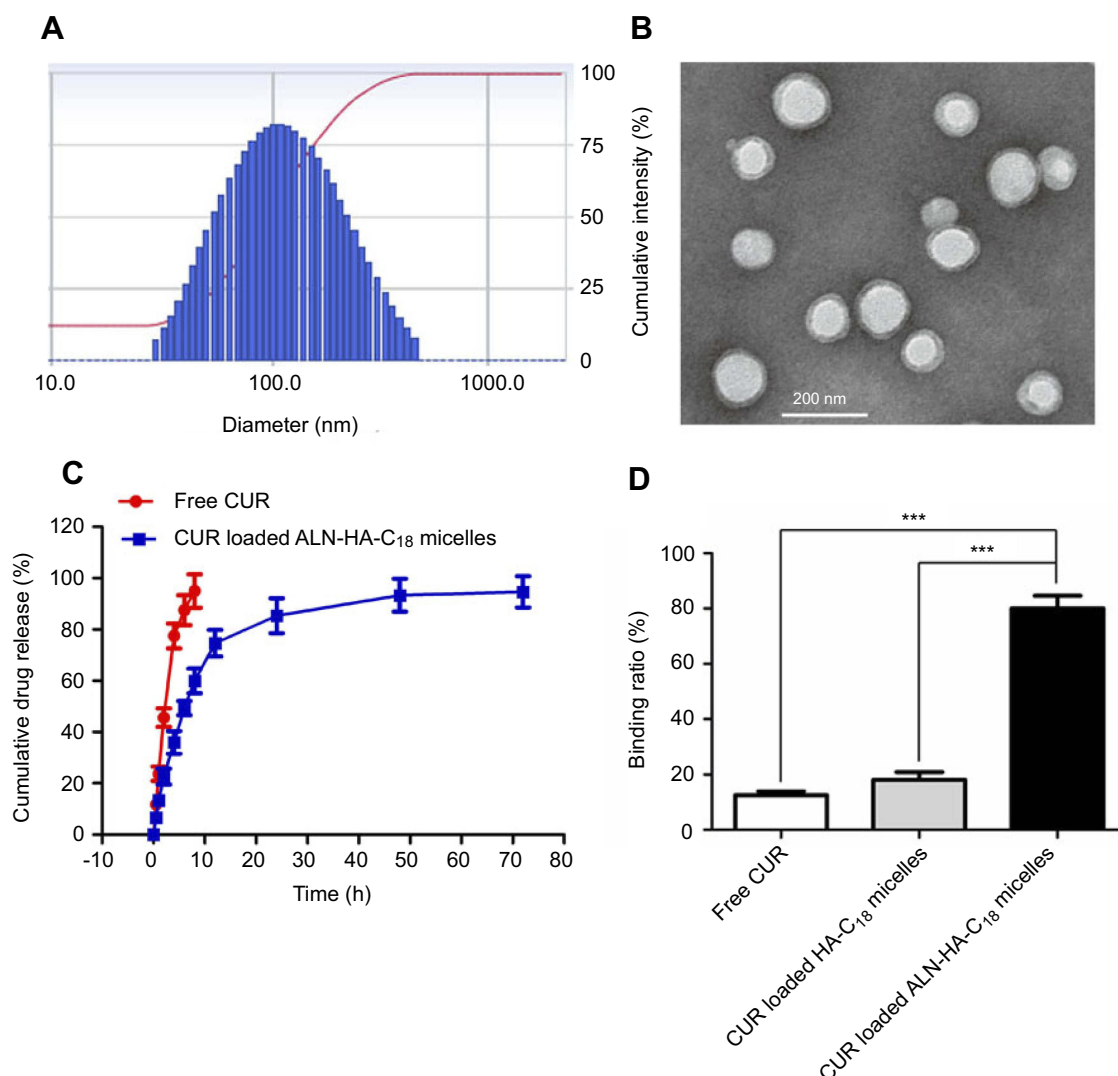 A
100
75
50
25
0
10.0 100.0 1000.0
Diameter (nm)
Cumulative intensity (%)
B
200 nm
C
Free CUR
CUR loaded ALN-HA-C18 micelles
120
100
80
60
40
20
0
-10 0 10 20 30 40 50 60 70 80
Time (h)
Cumulative drug release (%)
D
***
***
100
80
60
40
20
0
Binding ratio (%)
Free CUR
CUR loaded HA-C18 micelles
CUR loaded ALN-HA-C18 micelles